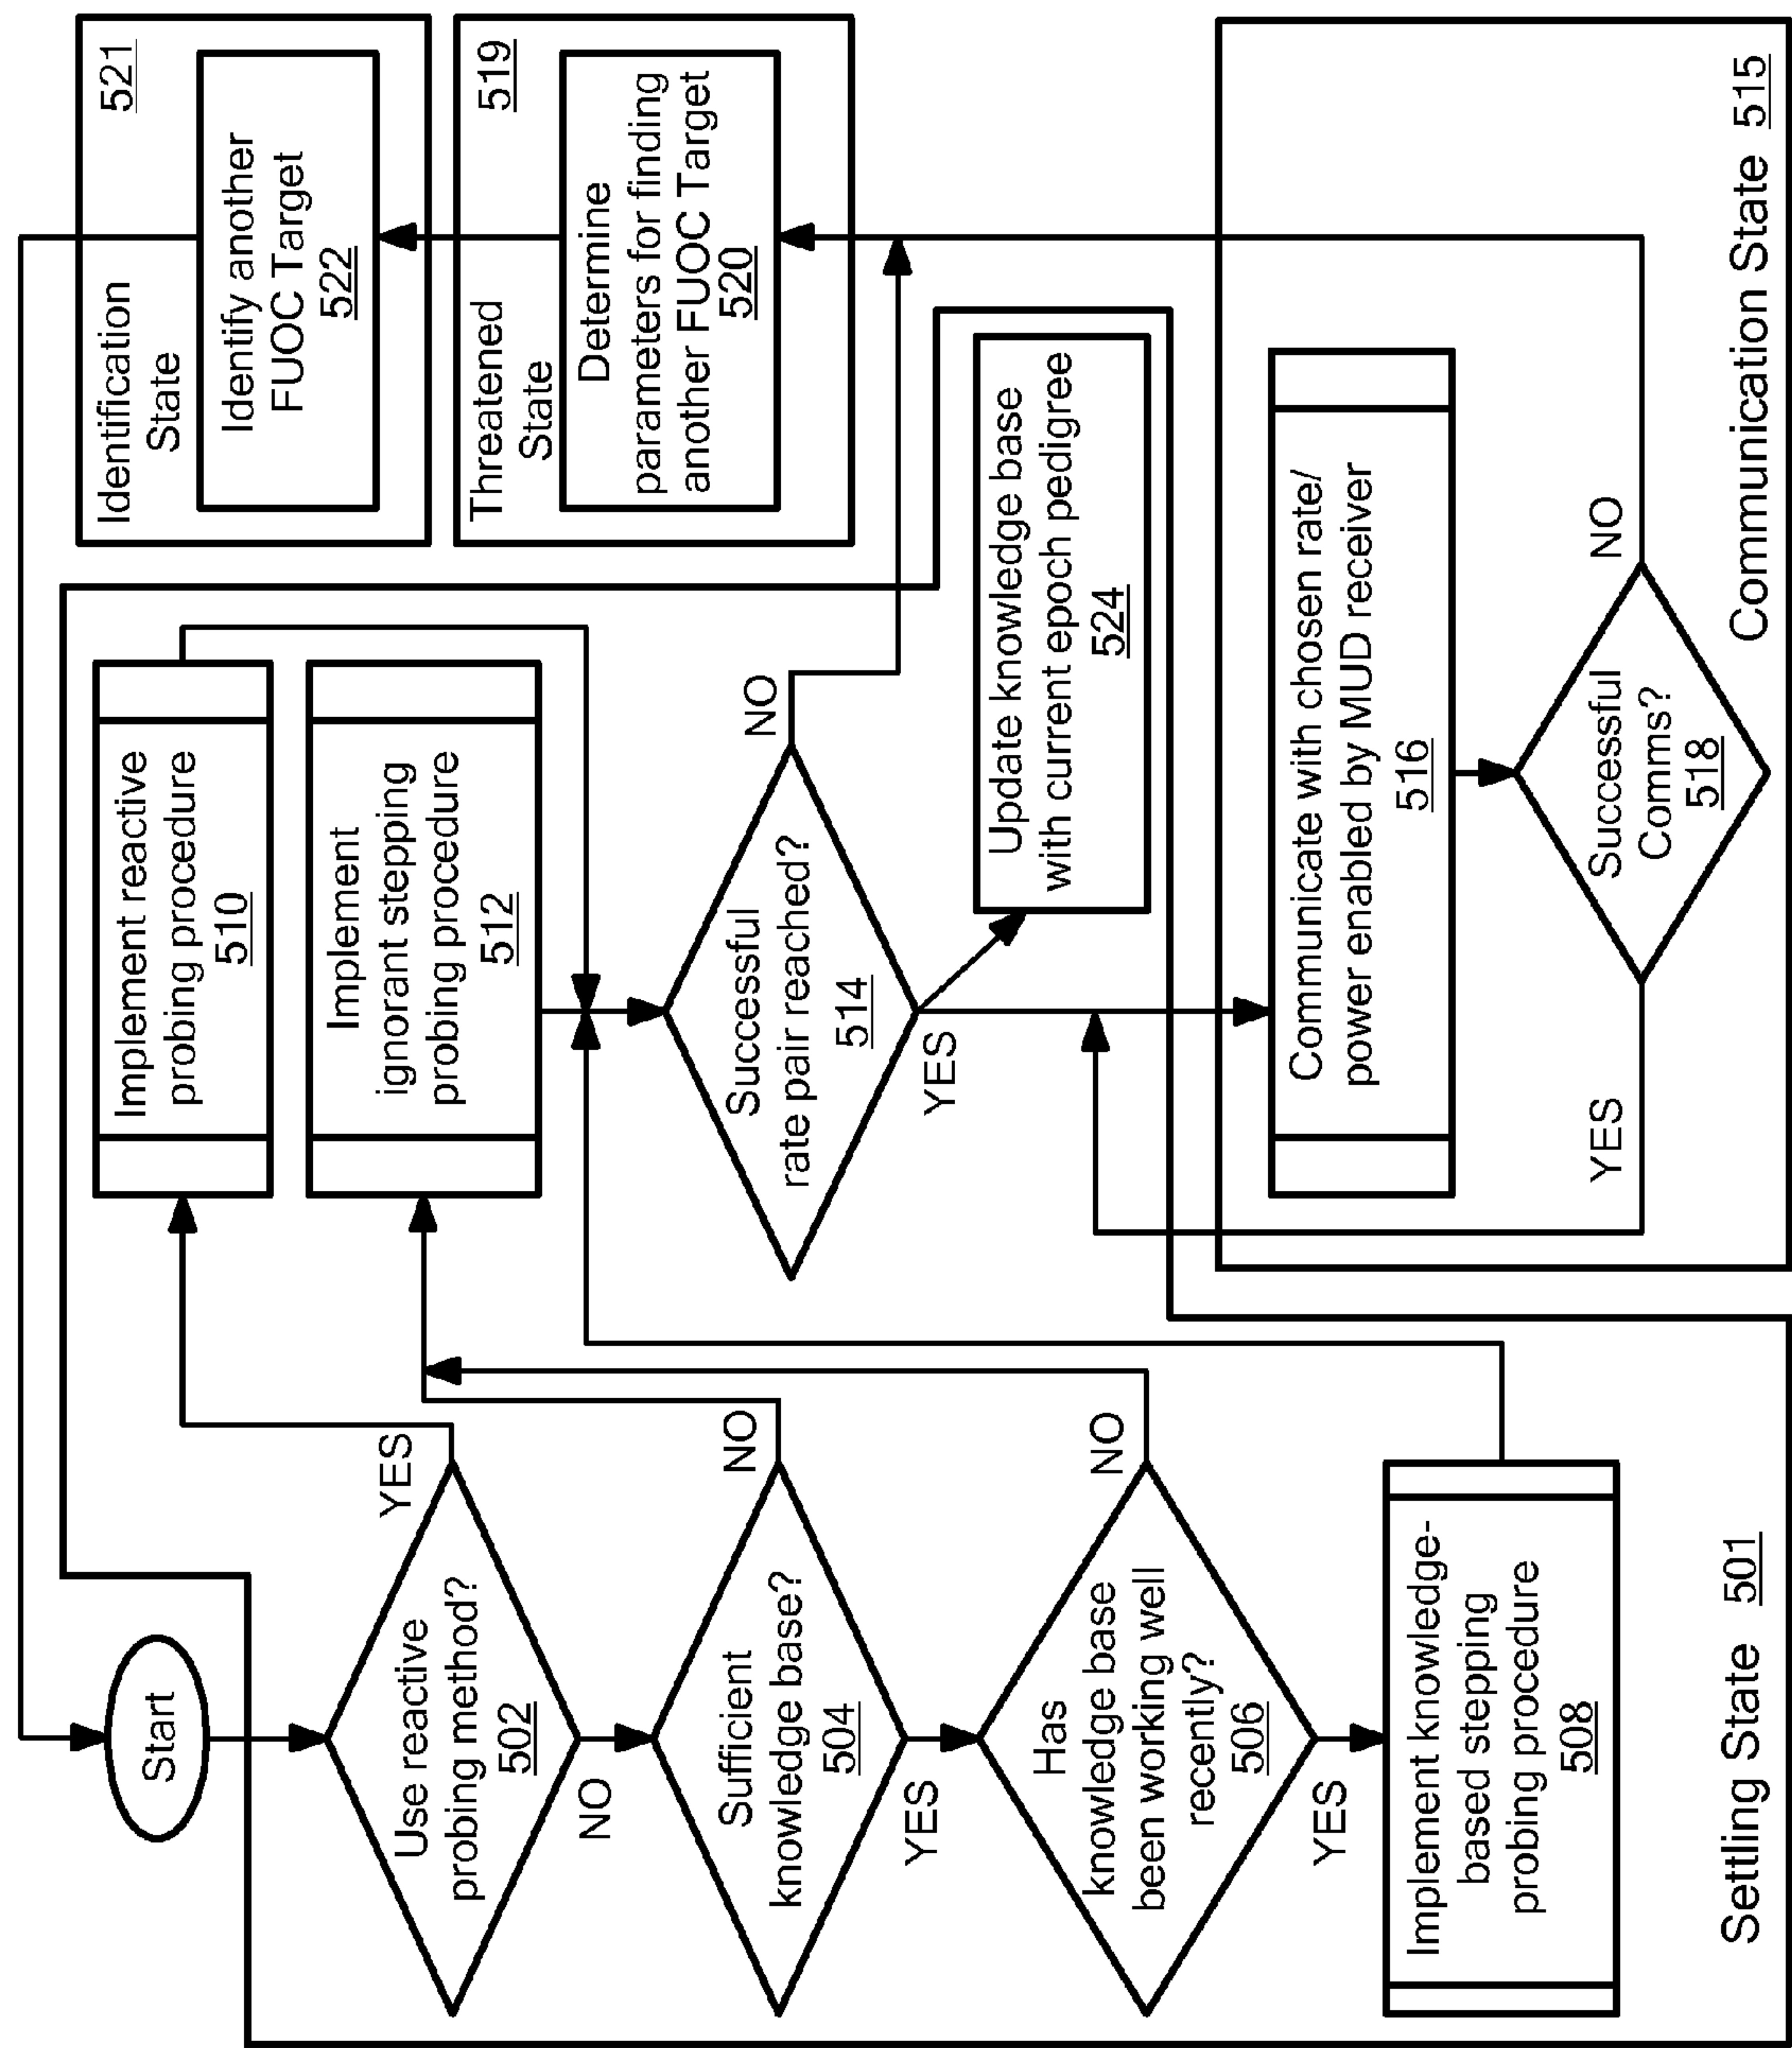 Start
Use reactive
probing method?
502
YES
NO
Sufficient
knowledge base?
504
NO
YES
Has
knowledge base
been working well
recently?
506
NO
YES
Implement knowledge-
based stepping
probing procedure
508
Settling State 501
Implement reactive
probing procedure
510
Implement
ignorant stepping
probing procedure
512
Successful
rate pair reached?
514
NO
YES
Update knowledge base
with current epoch pedigree
524
Communicate with chosen rate/
power enabled by MUD receiver
516
Successful
Comms?
518
YES
NO
Communication State 515
Identification
State
521
Identify another
FUOC Target
522
Threatened
State
519
Determine
parameters for finding
another FUOC Target
520